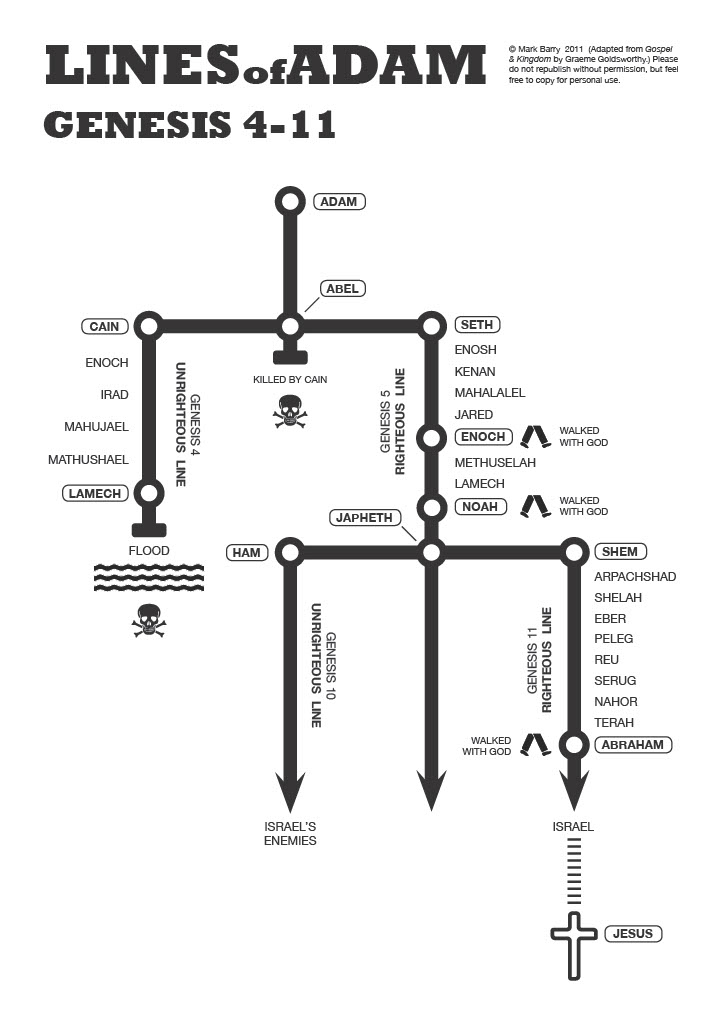 LINES of ADAM
GENESIS 4-11
© Mark Barry 2011 (Adapted from Gospel
& Kingdom by Graeme Goldsworthy.) Please
do not republish without permission, but feel
free to copy for personal use.
ADAM
ABEL
CAIN
SETH
ENOCH
IRAD
MAHUJAEL
MATHUSHAEL
LAMECH
GENESIS 4
UNRIGHTEOUS LINE
FLOOD
KILLED BY CAIN
GENESIS 5
RIGHTEOUS LINE
ENOSH
KENAN
MAHALALEL
JARED
ENOCH
WALKED
WITH GOD
METHUSELAH
LAMECH
NOAH
WALKED
WITH GOD
JAPHETH
HAM
SHEM
GENESIS 10
UNRIGHTEOUS LINE
GENESIS 11
RIGHTEOUS LINE
ARPACHSHAD
SHELAH
EBER
PELEG
REU
SERUG
NAHOR
TERAH
WALKED
WITH GOD
ABRAHAM
ISRAEL'S
ENEMIES
ISRAEL
JESUS